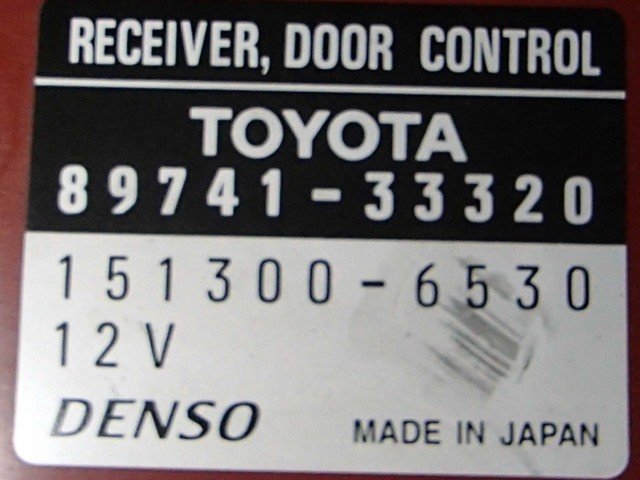 RECEIVER, DOOR CONTROL
TOYOTA
89741-33320
151300-6530
12V
DENSO
MADE IN JAPAN